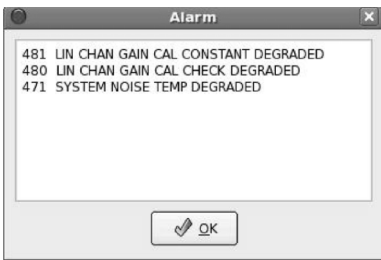 Alarm
481 LIN CHAN GAIN CAL CONSTANT DEGRADED
480 LIN CHAN GAIN CAL CHECK DEGRADED
471 SYSTEM NOISE TEMP DEGRADED
OK